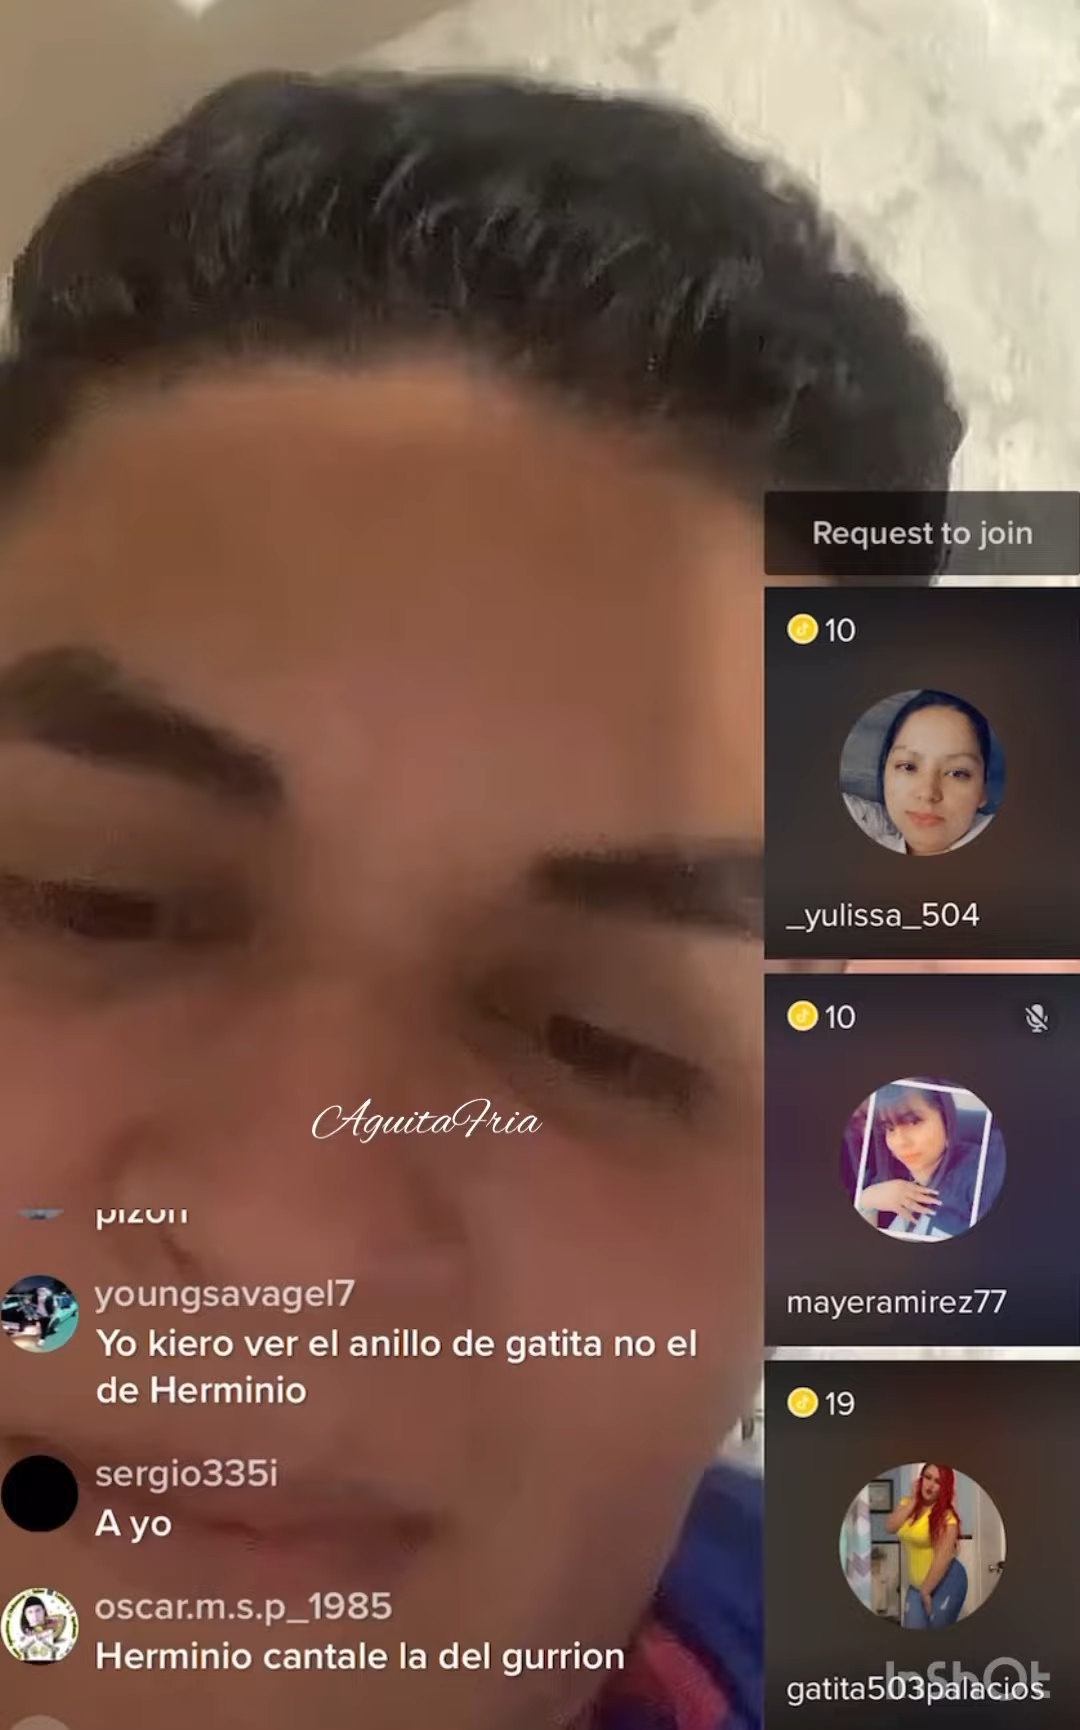 Request to join
10
_yulissa_504
10
mayeramirez77
AguitaFria
pizon
youngsavagel7
Yo kiero ver el anillo de gatita no el
de Herminio
sergio335i
A yo
oscar.m.s.p_1985
Herminio cantale la del gurrion
19
gatita503palacios
InShOt